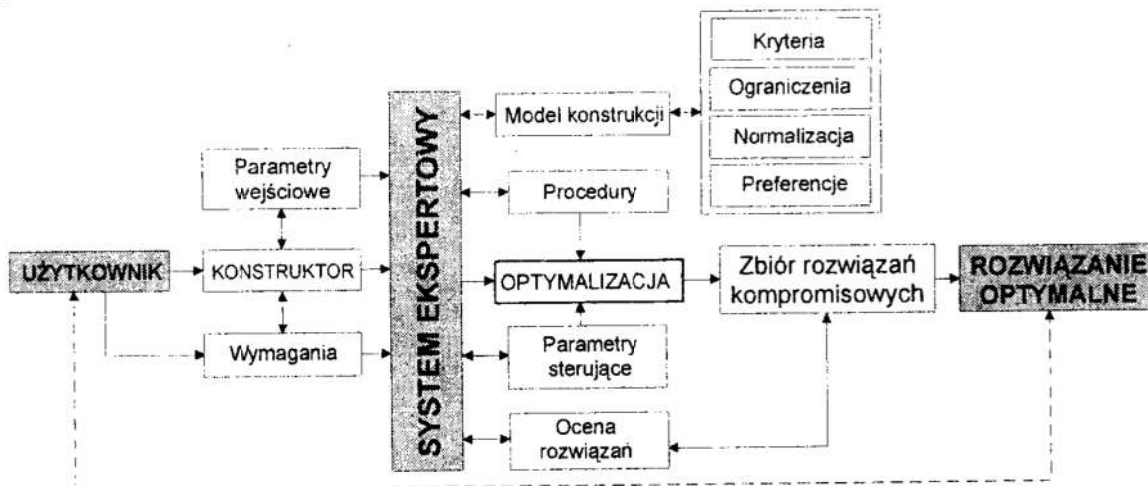 Kryteria
Ograniczenia
Normalizacja
Preferencje
Model konstrukcji
Parametry
wejściowe
Procedury
UŻYTKOWNIK
KONSTRUKTOR
SYSTEM EKSPERTOWY
OPTYMALIZACJA
Zbiór rozwiązań
kompromisowych
ROZWIĄZANIE
OPTYMALNE
Wymagania
Parametry
sterujące
Ocena
rozwiązań